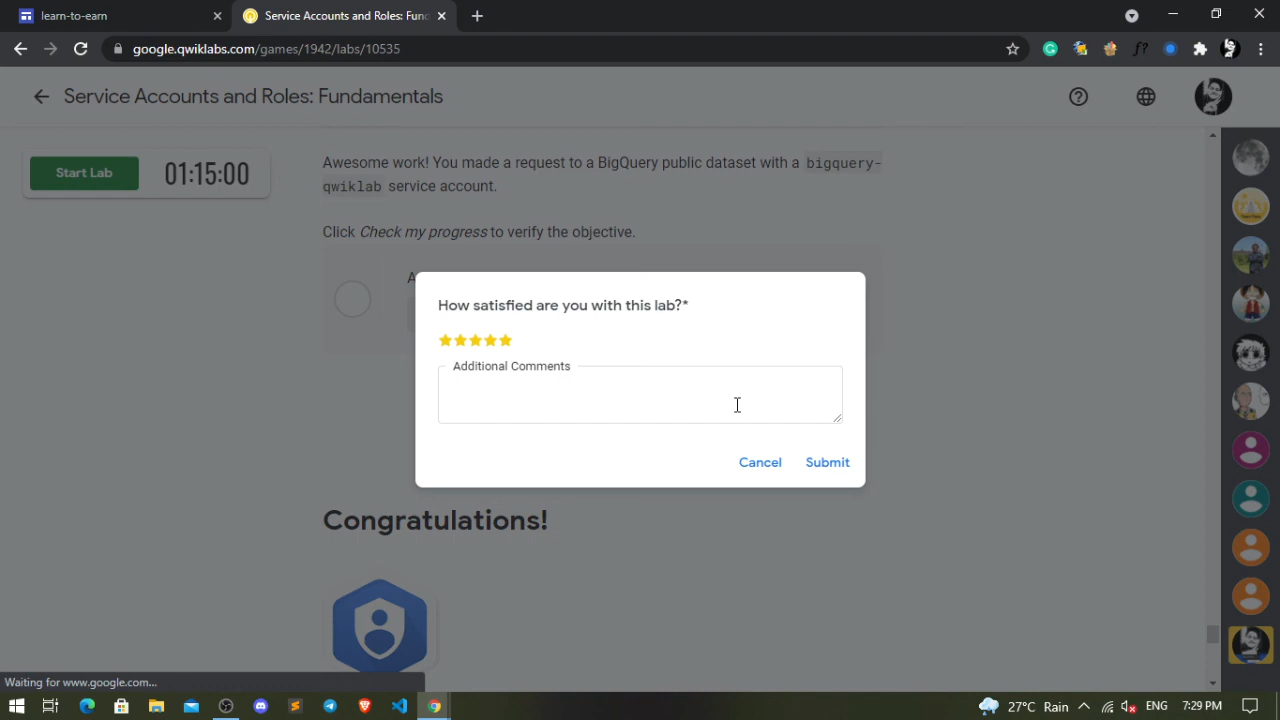 learn-to-earn
Service Accounts and Roles: Fund
google.qwiklabs.com/games/1942/labs/10535
Service Accounts and Roles: Fundamentals
Start Lab
01:15:00
Awesome work! You made a request to a BigQuery public dataset with a bigquery-
qwiklab service account.
Click Check my progress to verify the objective.
How satisfied are you with this lab?*
Additional Comments
Cancel
Submit
Congratulations!
Waiting for www.google.com...
27°C Rain
ENG
7:29 PM